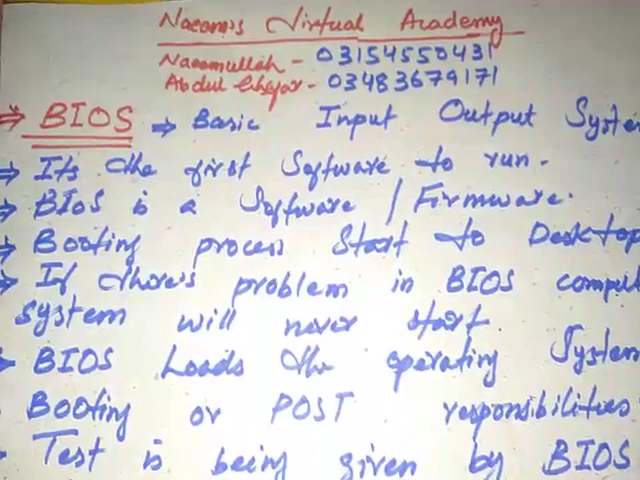 Naeem's Virtual Academy
Naeemullah - 03154550431
Abdul Ghafar - 03483679171
⇒ BIOS ⇒ Basic Input Output System
⇒ Its the first Software to run.
⇒ BIOS is a Software / Firmware.
⇒ Booting process Start to Desktop
⇒ If there's problem in BIOS comput
system will never start
BIOS Loads the operating System
Booting or POST responsibilities
Test is being given by BIOS